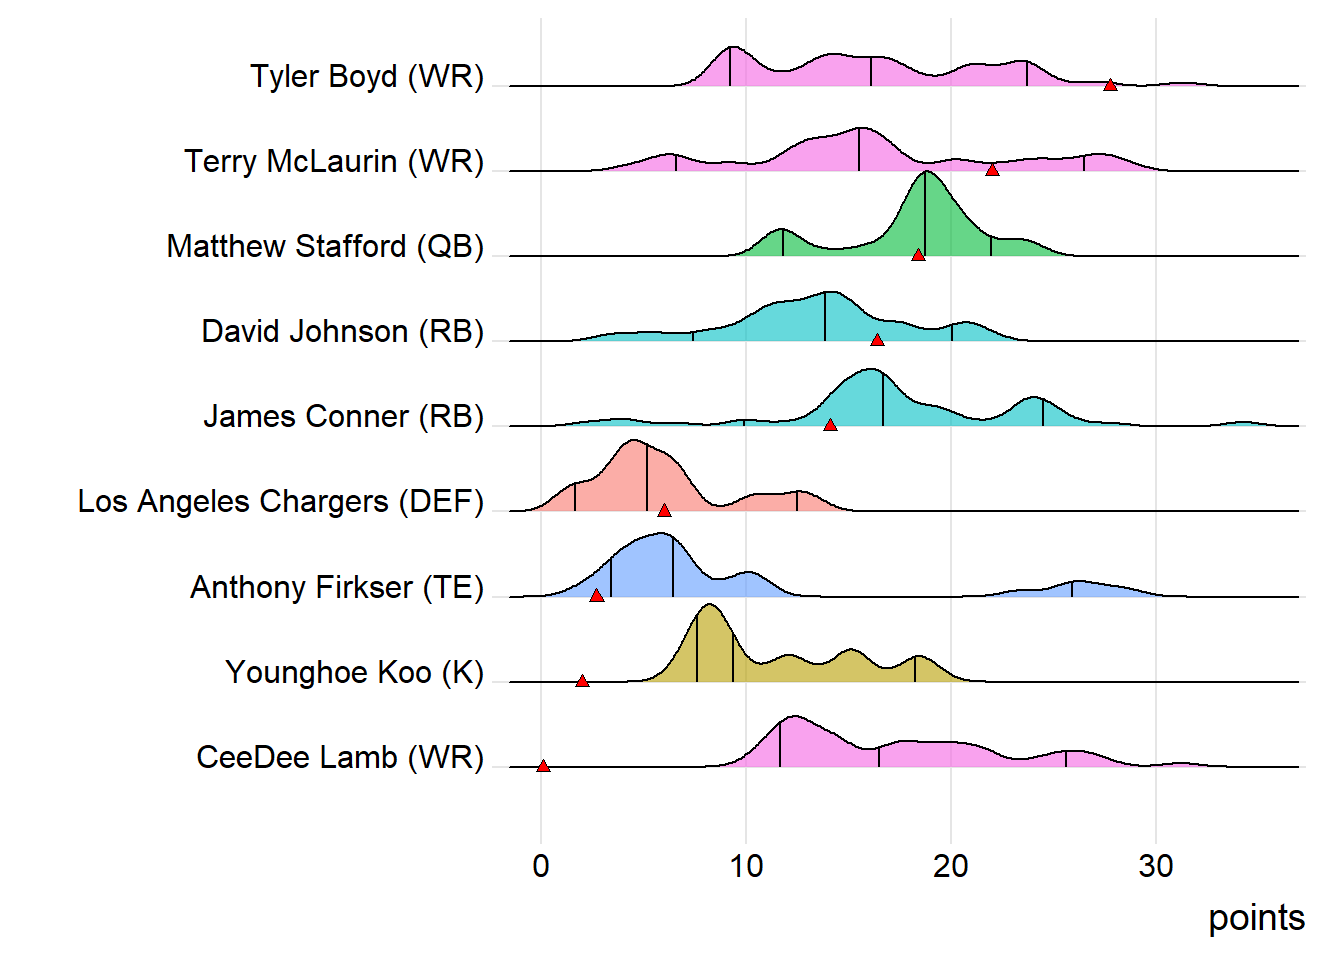 Tyler Boyd (WR)
Terry McLaurin (WR)
Matthew Stafford (QB)
David Johnson (RB)
James Conner (RB)
Los Angeles Chargers (DEF)
Anthony Firkser (TE)
Younghoe Koo (K)
CeeDee Lamb (WR)
0 10 20 30
points